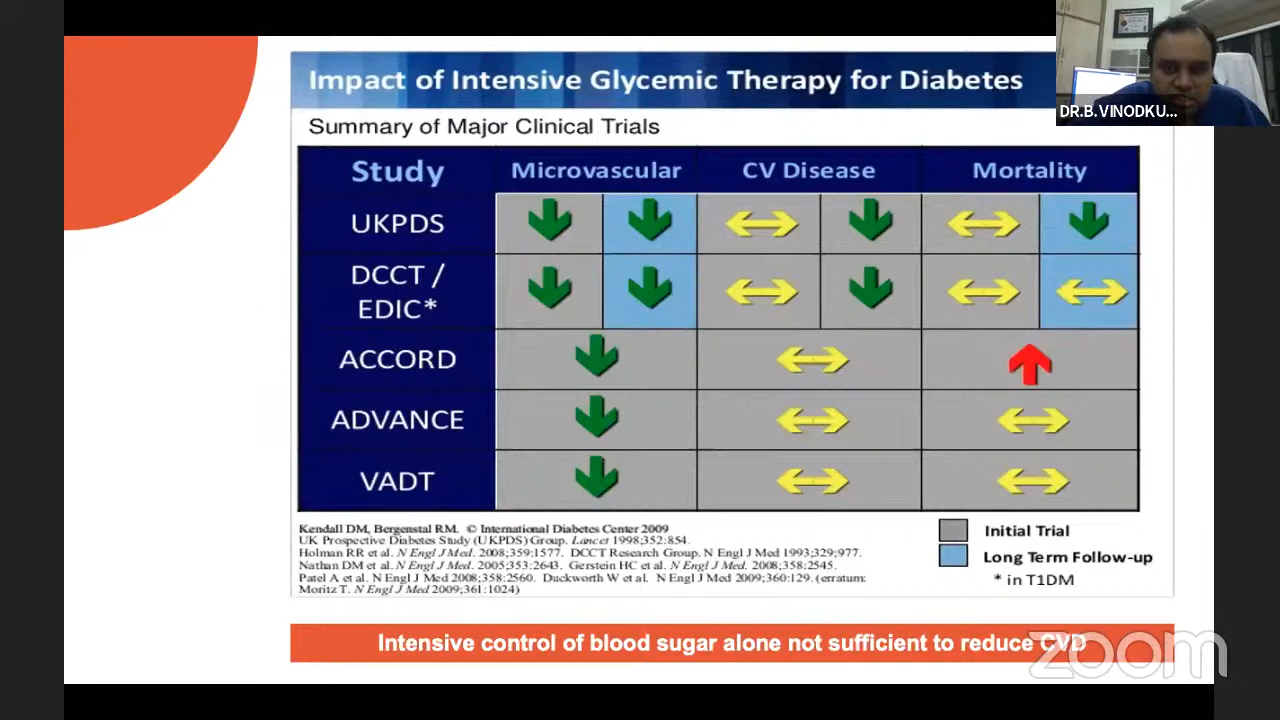 Impact of Intensive Glycemic Therapy for Diabetes
DR.B.VINODKU...
Summary of Major Clinical Trials
Study Microvascular CV Disease Mortality
UKPDS
DCCT /
EDIC*
ACCORD
ADVANCE
VADT
Kendall DM, Bergenstal RM. © International Diabetes Center 2009
UK Prospective Diabetes Study (UKPDS) Group. Lancet 1998;352:854.
Holman RR et al. N Engl J Med. 2008;359:1577. DCCT Research Group. N Engl J Med 1993;329;977.
Nathan DM et al. N Engl J Med. 2005;353:2643. Gerstein HC et al. N Engl J Med. 2008;358:2545.
Patel A et al. N Engl J Med 2008;358:2560. Duckworth W et al. N Engl J Med 2009;360:129. (erratum:
Moritz T. N Engl J Med 2009;361:1024)
Initial Trial
Long Term Follow-up
* in T1DM
Intensive control of blood sugar alone not sufficient to reduce CVD
zoom